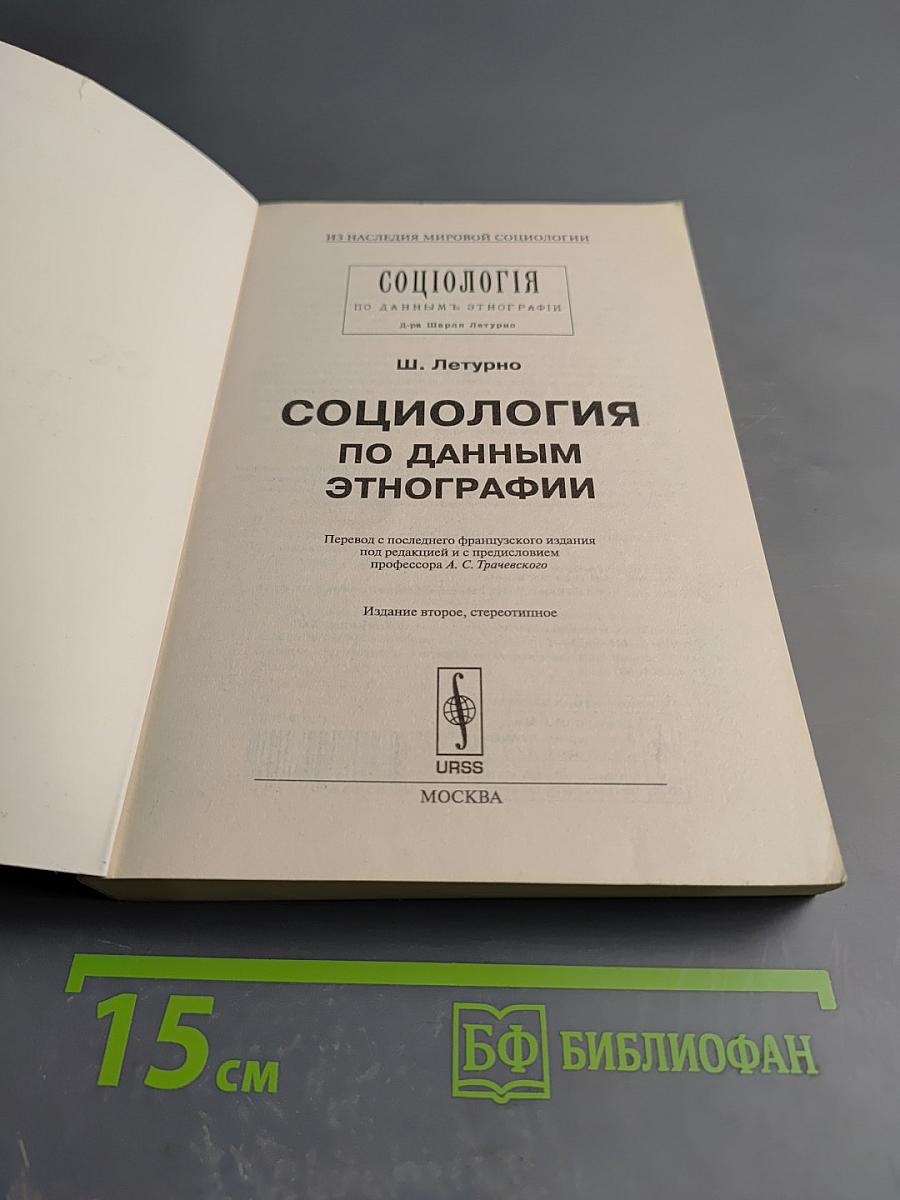 ИЗ НАСЛЕДИЯ МИРОВОЙ СОЦИОЛОГИИ
СОЦІОЛОГІЯ
ПО ДАННЫМЪ ЭТНОГРАФІИ
Д-ра Шарля Летурно
Ш. Летурно
СОЦИОЛОГИЯ
ПО ДАННЫМ
ЭТНОГРАФИИ
Перевод с последнего французского издания
под редакцией и с предисловием
профессора А. С. Трачевского
Издание второе, стереотипное
URSS
МОСКВА
15 см
БФ БИБЛИОФАН